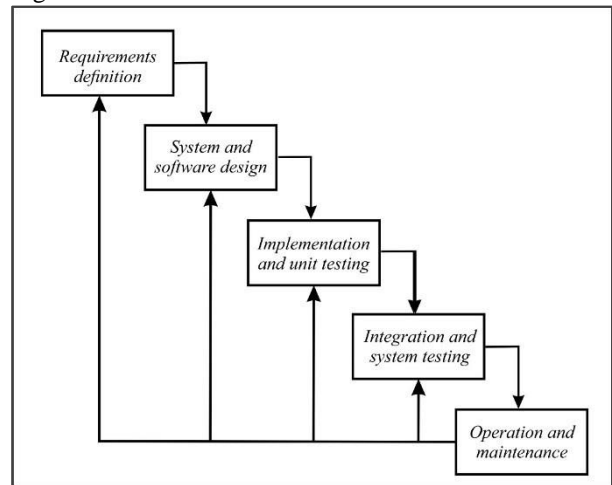 Requirements
definition
System and
software design
Implementation
and unit testing
Integration and
system testing
Operation and
maintenance